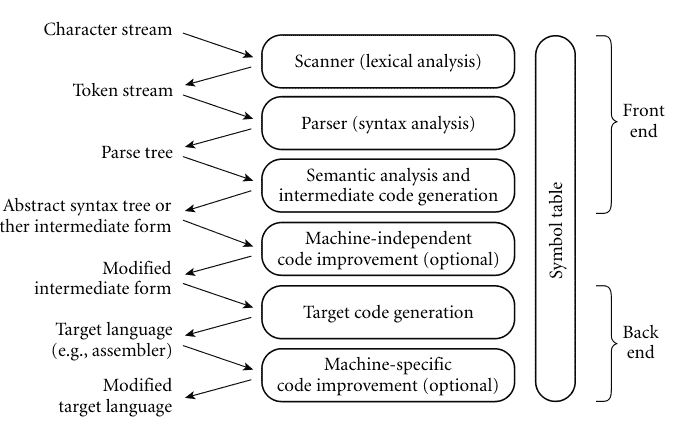 Character stream
Scanner (lexical analysis)
Token stream
Parser (syntax analysis)
Parse tree
Semantic analysis and
intermediate code generation
Abstract syntax tree or
ther intermediate form
Machine-independent
code improvement (optional)
Modified
intermediate form
Target code generation
Target language
(e.g., assembler)
Machine-specific
code improvement (optional)
Modified
target language
Symbol table
Front
end
Back
end